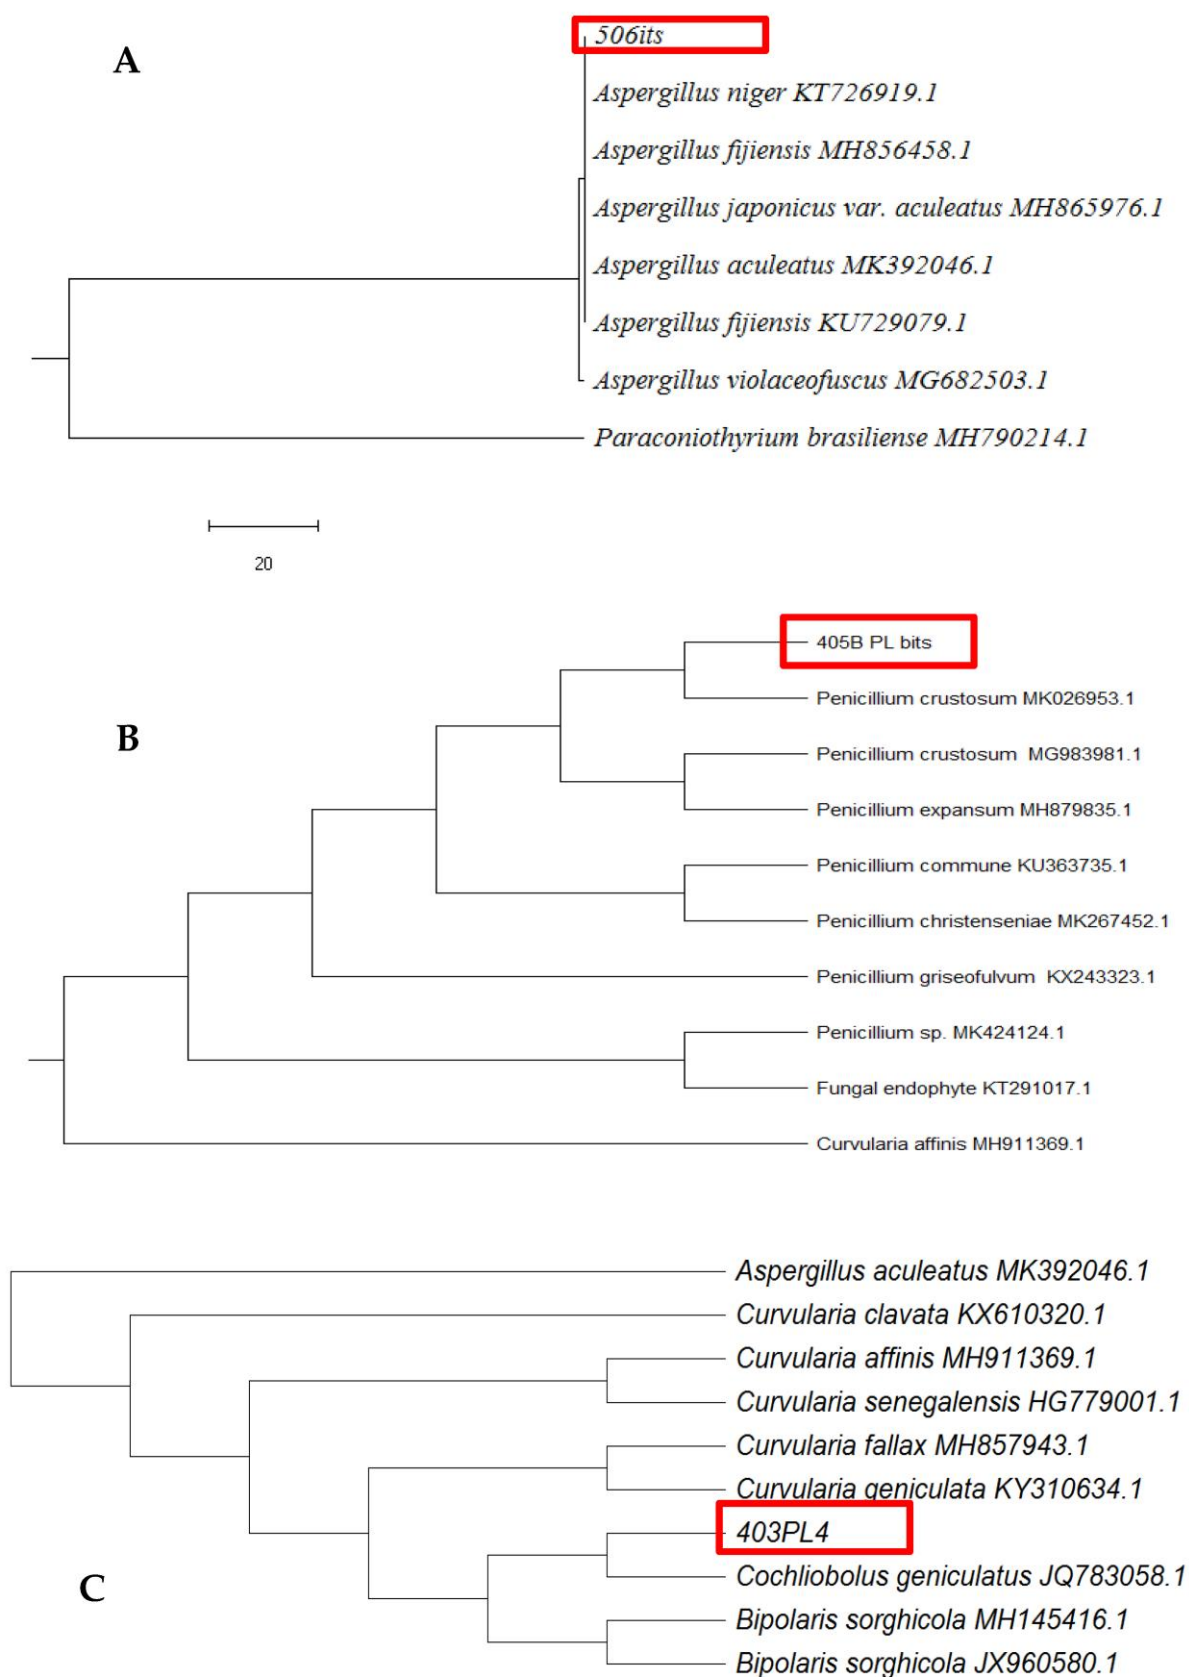 506its
A
Aspergillus niger KT726919.1
Aspergillus fijiensis MH856458.1
Aspergillus japonicus var. aculeatus MH865976.1
Aspergillus aculeatus MK392046.1
Aspergillus fijiensis KU729079.1
Aspergillus violaceofuscus MG682503.1
Paraconiothyrium brasiliense MH790214.1
20
405B PL bits
Penicillium crustosum MK026953.1
B
Penicillium crustosum MG983981.1
Penicillium expansum MH879835.1
Penicillium commune KU363735.1
Penicillium christenseniae MK267452.1
Penicillium griseofulvum KX243323.1
Penicillium sp. MK424124.1
Fungal endophyte KT291017.1
Curvularia affinis MH911369.1
Aspergillus aculeatus MK392046.1
Curvularia clavata KX610320.1
Curvularia affinis MH911369.1
Curvularia senegalensis HG779001.1
Curvularia fallax MH857943.1
Curvularia geniculata KY310634.1
403PL4
Cochliobolus geniculatus JQ783058.1
C
Bipolaris sorghicola MH145416.1
Bipolaris sorghicola JX960580.1